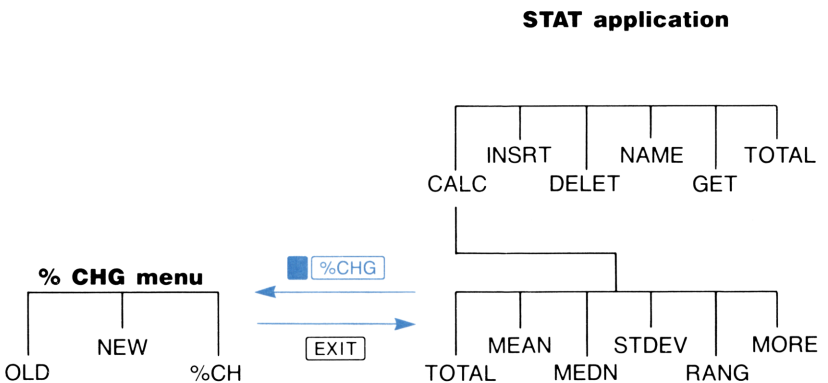 STAT application
INSRT NAME TOTAL
CALC DELET GET
% CHG menu
%CHG
EXIT
OLD NEW %CH
MEAN STDEV MORE
TOTAL MEDN RANG